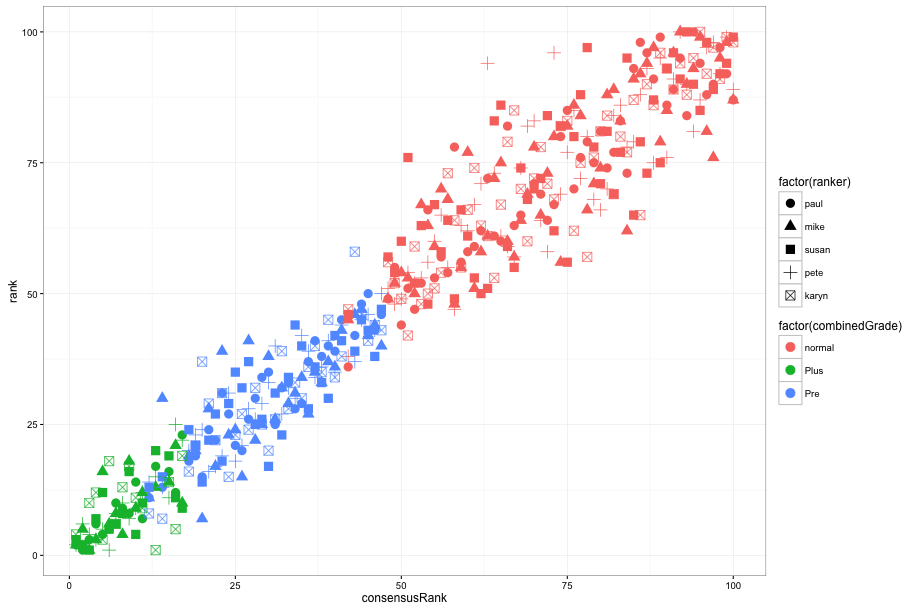 100
75
50
25
0
rank
0
25
50
75
100
consensusRank
factor(ranker)
paul
mike
susan
pete
karyn
factor(combinedGrade)
normal
Plus
Pre